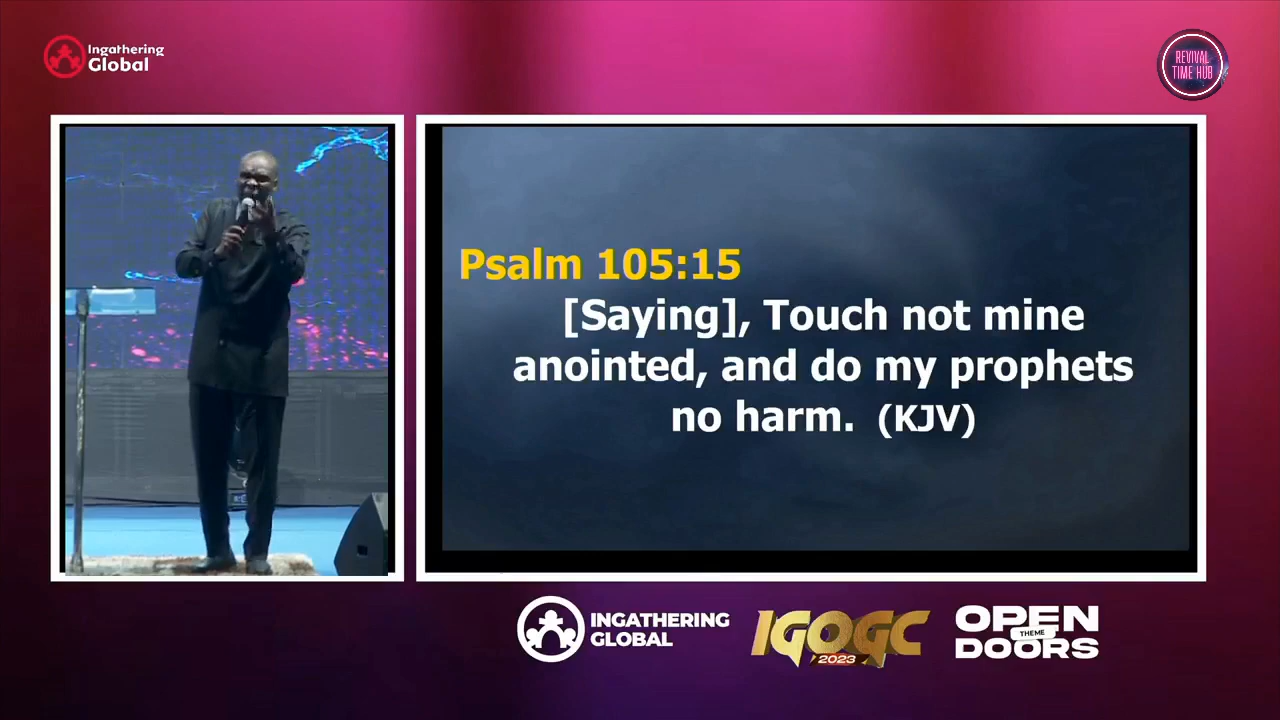 Ingathering
Global
REVIVAL
TIME HUB
Psalm 105:15
[Saying], Touch not mine
anointed, and do my prophets
no harm. (KJV)
INGATHERING
GLOBAL
IGOGC
2023
OPEN
THEME
DOORS